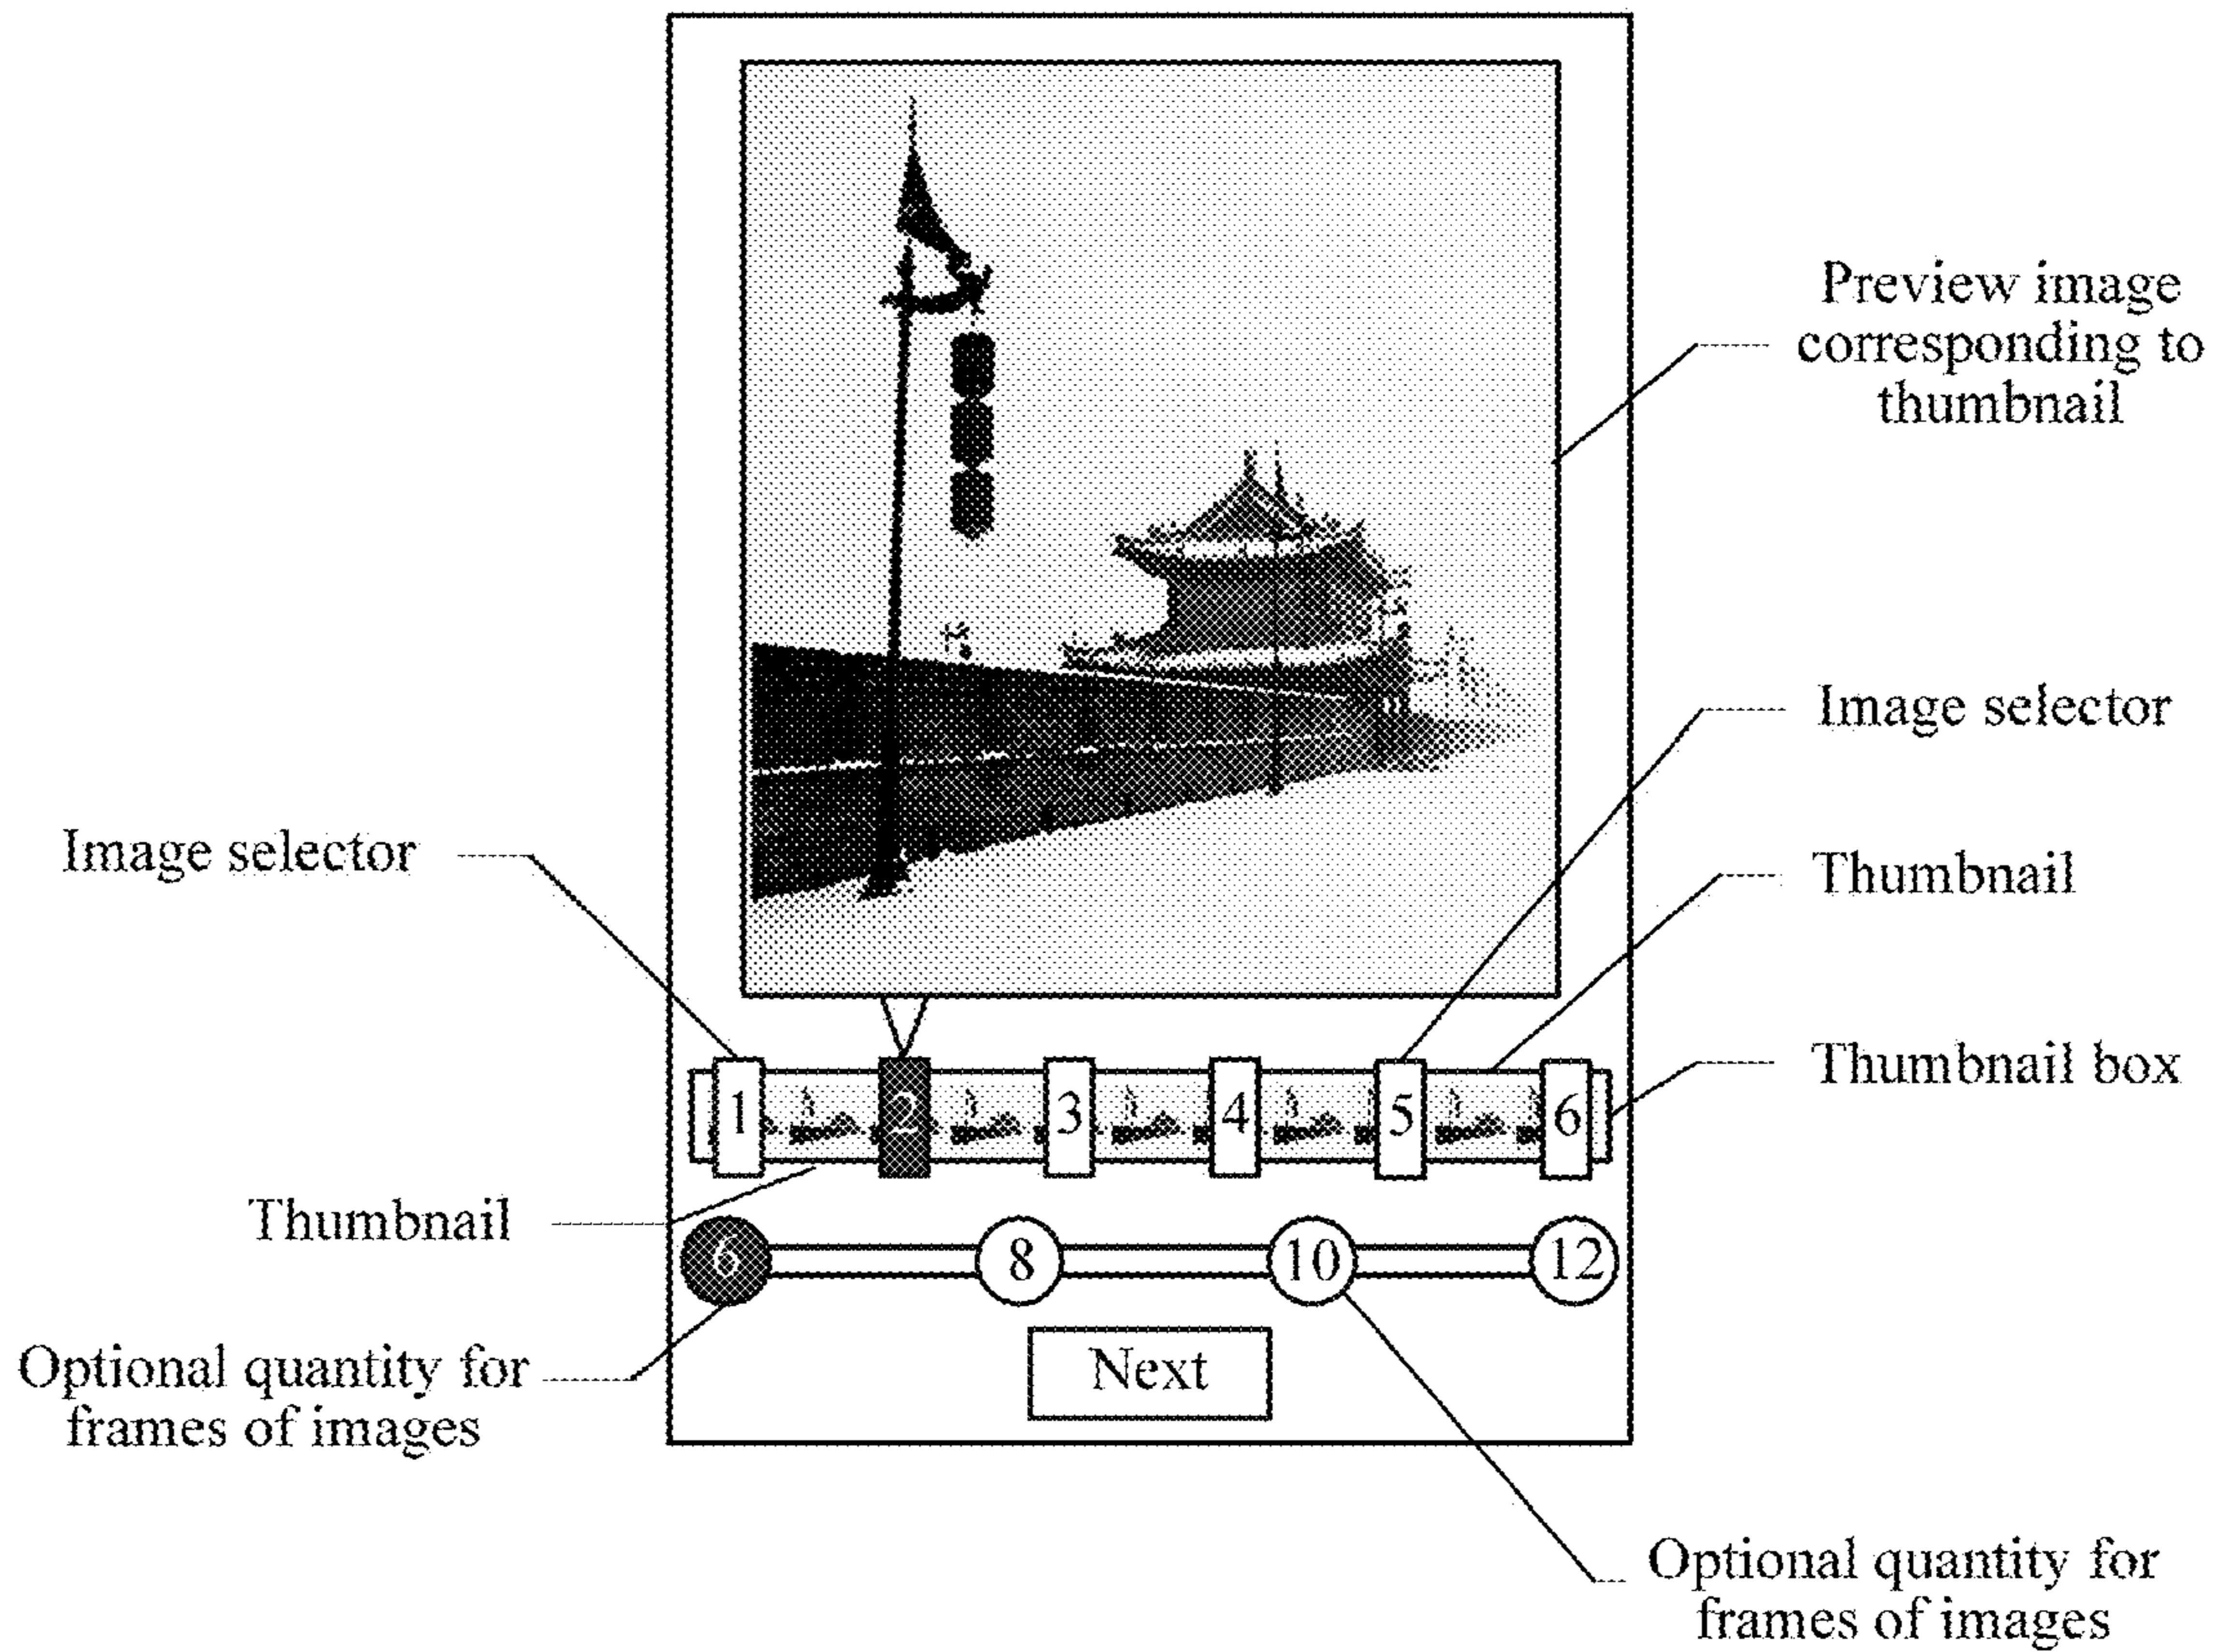 Preview image
corresponding to
thumbnail
Image selector
Image selector
Thumbnail
Thumbnail box
1 2 3 4 5 6
Thumbnail
6 8 10 12
Optional quantity for
frames of images
Next
Optional quantity for
frames of images